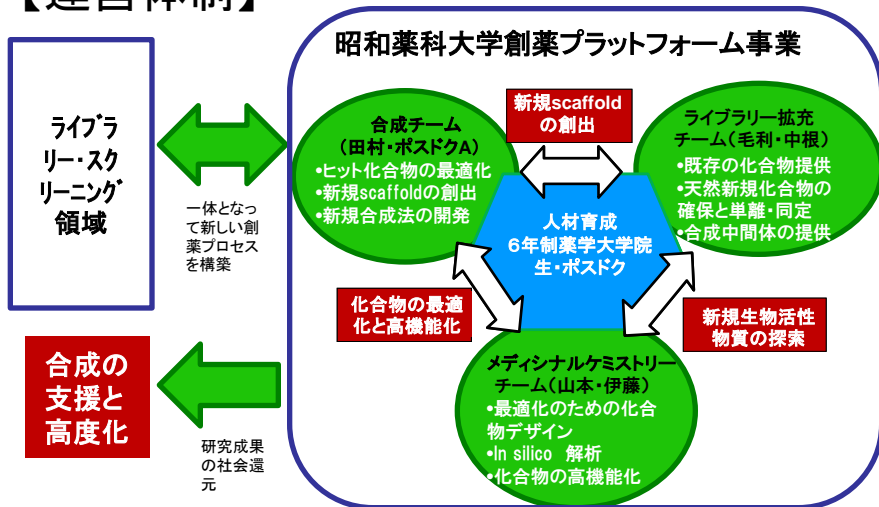 【運営体制】
昭和薬科大学創薬プラットフォーム事業
ライブラ
リー・スク
リーニング
領域
一体となっ
て新しい創
薬プロセス
を構築
合成の
支援と
高度化
研究成果
の社会還
元
合成チーム
(田村・ポスドクA)
•ヒット化合物の最適化
•新規scaffoldの創出
•新規合成法の開発
新規scaffold
の創出
ライブラリー拡充
チーム(毛利・中根)
•既存の化合物提供
•天然新規化合物の
確保と単離・同定
•合成中間体の提供
人材育成
6年制薬学大学院
生・ポスドク
化合物の最適
化と高機能化
新規生物活性
物質の探索
メディシナルケミストリー
チーム(山本・伊藤)
•最適化のための化合
物デザイン
•In silico 解析
•化合物の高機能化